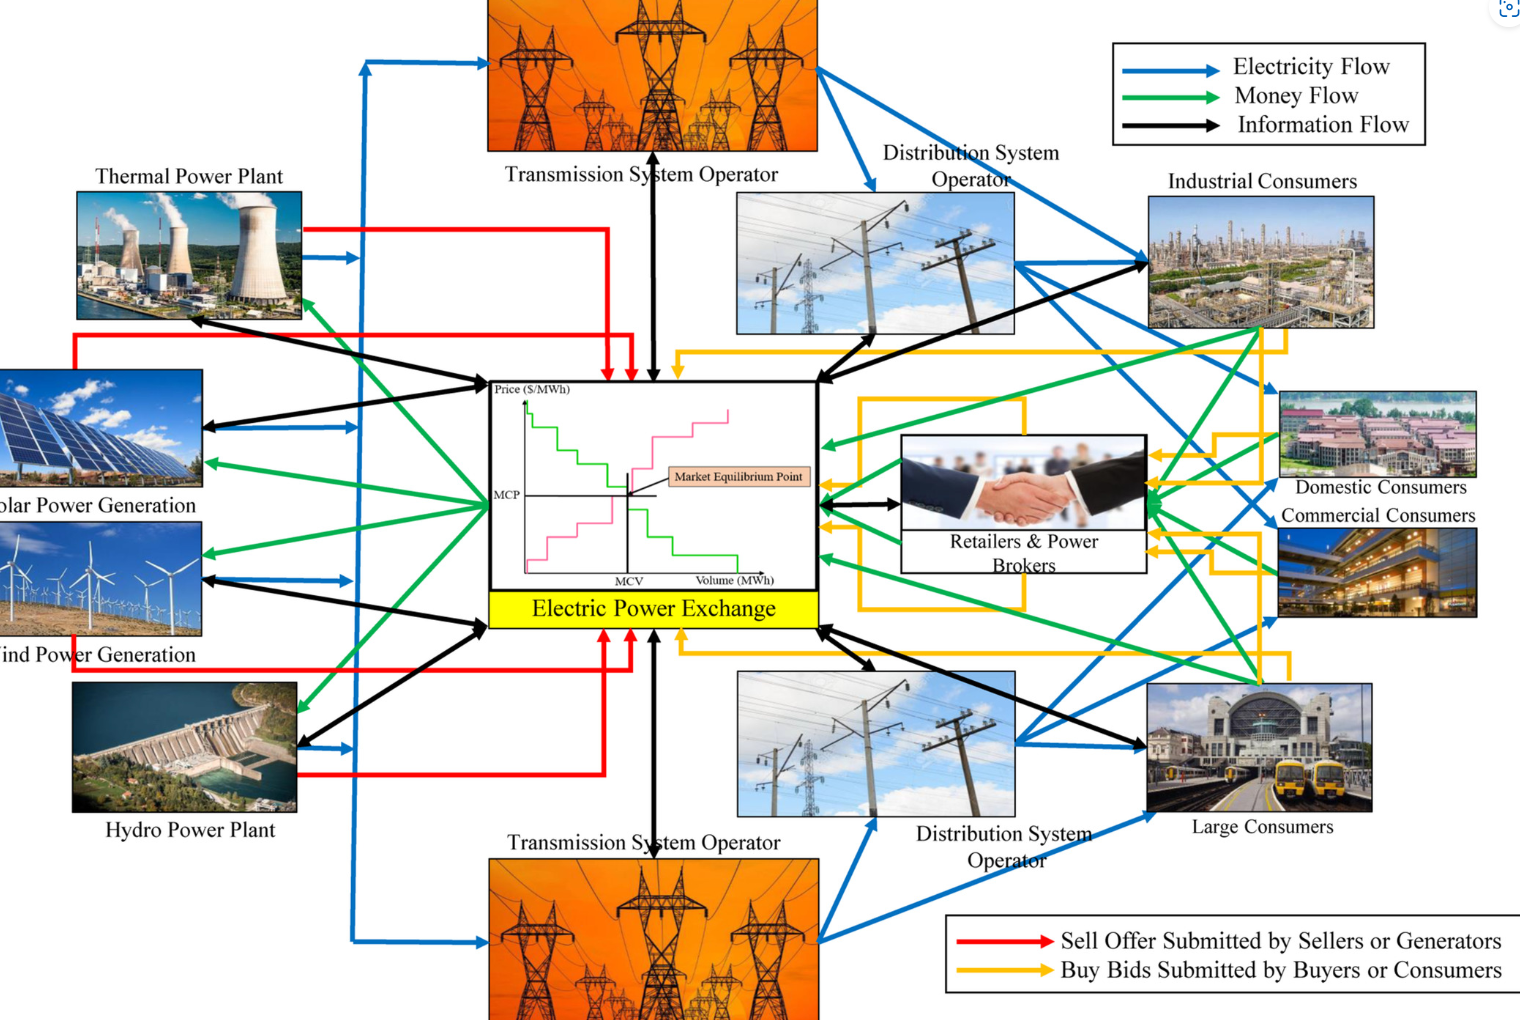 Electricity Flow
Money Flow
Information Flow
Transmission System Operator
Distribution System
Operator
Thermal Power Plant
Industrial Consumers
Price ($/MWh)
Market Equilibrium Point
MCP
MCV
Volume (MWh)
Electric Power Exchange
Retailers & Power
Brokers
Domestic Consumers
Commercial Consumers
olar Power Generation
ind Power Generation
Hydro Power Plant
Transmission System Operator
Distribution System
Operator
Large Consumers
Sell Offer Submitted by Sellers or Generators
Buy Bids Submitted by Buyers or Consumers